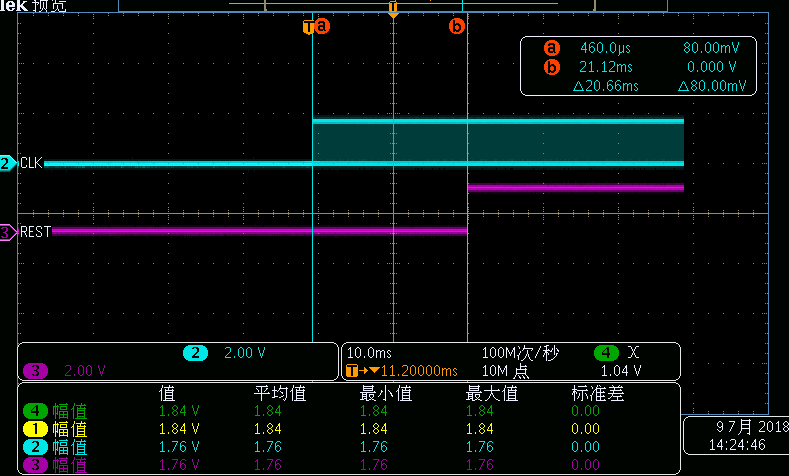 lek 预览
T
T a b
a 460.0µs 80.00mV
b 21.12ms 0.000 V
△20.66ms △80.00mV
2 CLK
3 REST
2 2.00 V
3 2.00 V
10.0ms 100M次/秒 4
T→▼11.20000ms 10M 点 1.04 V
值 平均值 最小值 最大值 标准差
4 幅值 1.84 V 1.84 1.84 1.84 0.00
1 幅值 1.84 V 1.84 1.84 1.84 0.00
2 幅值 1.76 V 1.76 1.76 1.76 0.00
3 幅值 1.76 V 1.76 1.76 1.76 0.00
9 7月 2018
14:24:46